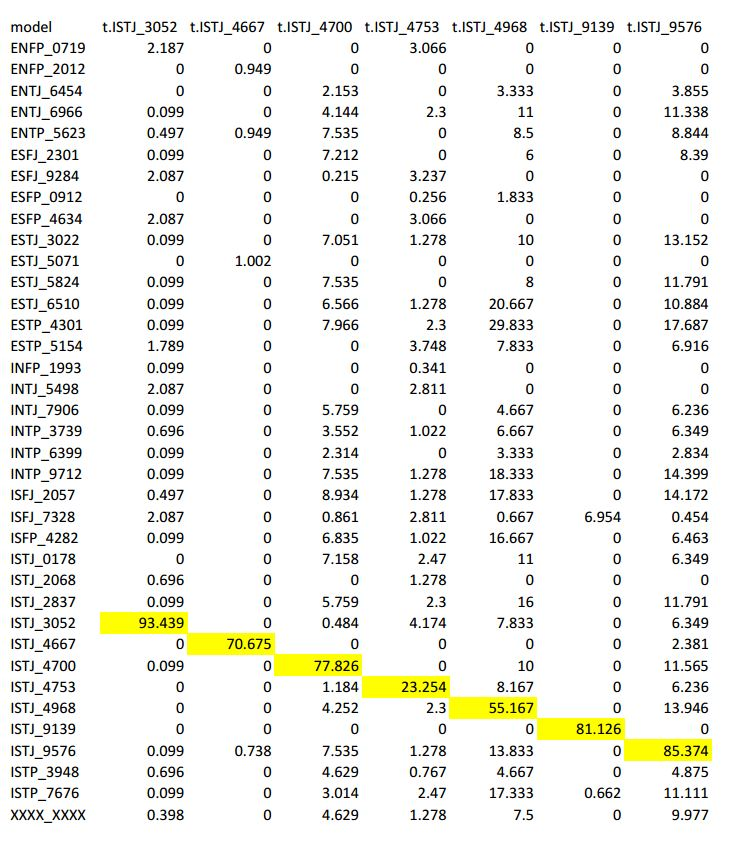 model t.ISTJ_3052 t.ISTJ_4667 t.ISTJ_4700 t.ISTJ_4753 t.ISTJ_4968 t.ISTJ_9139 t.ISTJ_9576
ENFP_0719 2.187 0 0 3.066 0 0 0
ENFP_2012 0 0.949 0 0 0 0 0
ENTJ_6454 0 0 2.153 0 3.333 0 3.855
ENTJ_6966 0.099 0 4.144 2.3 11 0 11.338
ENTP_5623 0.497 0.949 7.535 0 8.5 0 8.844
ESFJ_2301 0.099 0 7.212 0 6 0 8.39
ESFJ_9284 2.087 0 0.215 3.237 0 0 0
ESFP_0912 0 0 0 0.256 1.833 0 0
ESFP_4634 2.087 0 0 3.066 0 0 0
ESTJ_3022 0.099 0 7.051 1.278 10 0 13.152
ESTJ_5071 0 1.002 0 0 0 0 0
ESTJ_5824 0.099 0 7.535 0 8 0 11.791
ESTJ_6510 0.099 0 6.566 1.278 20.667 0 10.884
ESTP_4301 0.099 0 7.966 2.3 29.833 0 17.687
ESTP_5154 1.789 0 0 3.748 7.833 0 6.916
INFP_1993 0.099 0 0 0.341 0 0 0
INTJ_5498 2.087 0 0 2.811 0 0 0
INTJ_7906 0.099 0 5.759 0 4.667 0 6.236
INTP_3739 0.696 0 3.552 1.022 6.667 0 6.349
INTP_6399 0.099 0 2.314 0 3.333 0 2.834
INTP_9712 0.099 0 7.535 1.278 18.333 0 14.399
ISFJ_2057 0.497 0 8.934 1.278 17.833 0 14.172
ISFJ_7328 2.087 0 0.861 2.811 0.667 6.954 0.454
ISFP_4282 0.099 0 6.835 1.022 16.667 0 6.463
ISTJ_0178 0 0 7.158 2.47 11 0 6.349
ISTJ_2068 0.696 0 0 1.278 0 0 0
ISTJ_2837 0.099 0 5.759 2.3 16 0 11.791
ISTJ_3052 93.439 0 0.484 4.174 7.833 0 6.349
ISTJ_4667 0 70.675 0 0 0 0 2.381
ISTJ_4700 0.099 0 77.826 0 10 0 11.565
ISTJ_4753 0 0 1.184 23.254 8.167 0 6.236
ISTJ_4968 0 0 4.252 2.3 55.167 0 13.946
ISTJ_9139 0 0 0 0 0 81.126 0
ISTJ_9576 0.099 0.738 7.535 1.278 13.833 0 85.374
ISTP_3948 0.696 0 4.629 0.767 4.667 0 4.875
ISTP_7676 0.099 0 3.014 2.47 17.333 0.662 11.111
XXXX_XXXX 0.398 0 4.629 1.278 7.5 0 9.977